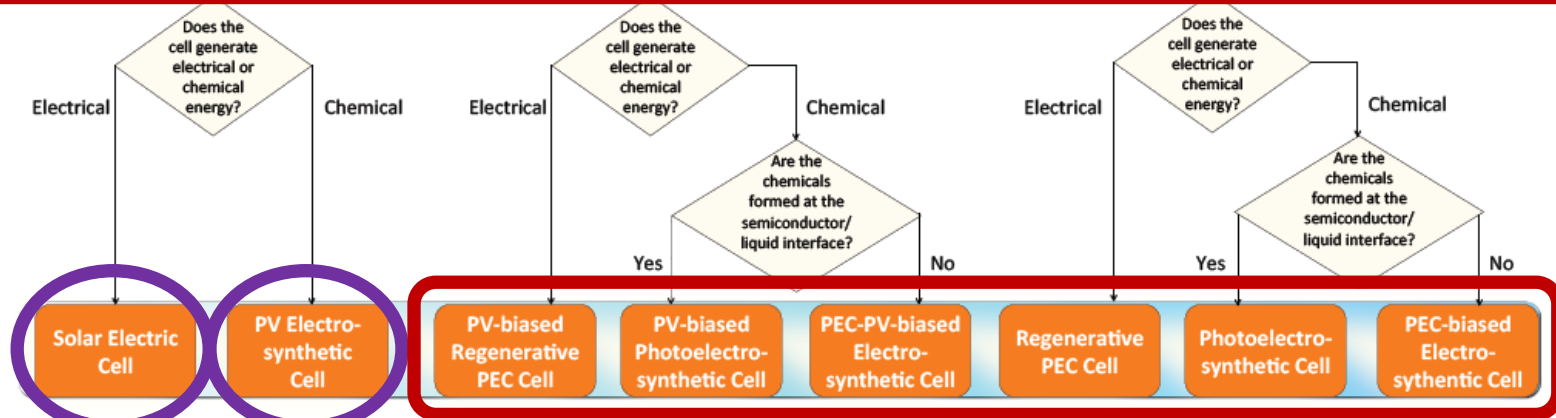 Does the
cell generate
electrical or
chemical
energy?
Electrical
Chemical
Does the
cell generate
electrical or
chemical
energy?
Electrical
Chemical
Are the
chemicals
formed at the
semiconductor/
liquid interface?
Yes
No
Does the
cell generate
electrical or
chemical
energy?
Electrical
Chemical
Are the
chemicals
formed at the
semiconductor/
liquid interface?
Yes
No
Solar Electric
Cell
PV Electro-
synthetic
Cell
PV-biased
Regenerative
PEC Cell
PV-biased
Photoelectro-
synthetic Cell
PEC-PV-biased
Electro-
synthetic Cell
Regenerative
PEC Cell
Photoelectro-
synthetic Cell
PEC-biased
Electro-
sythentic Cell